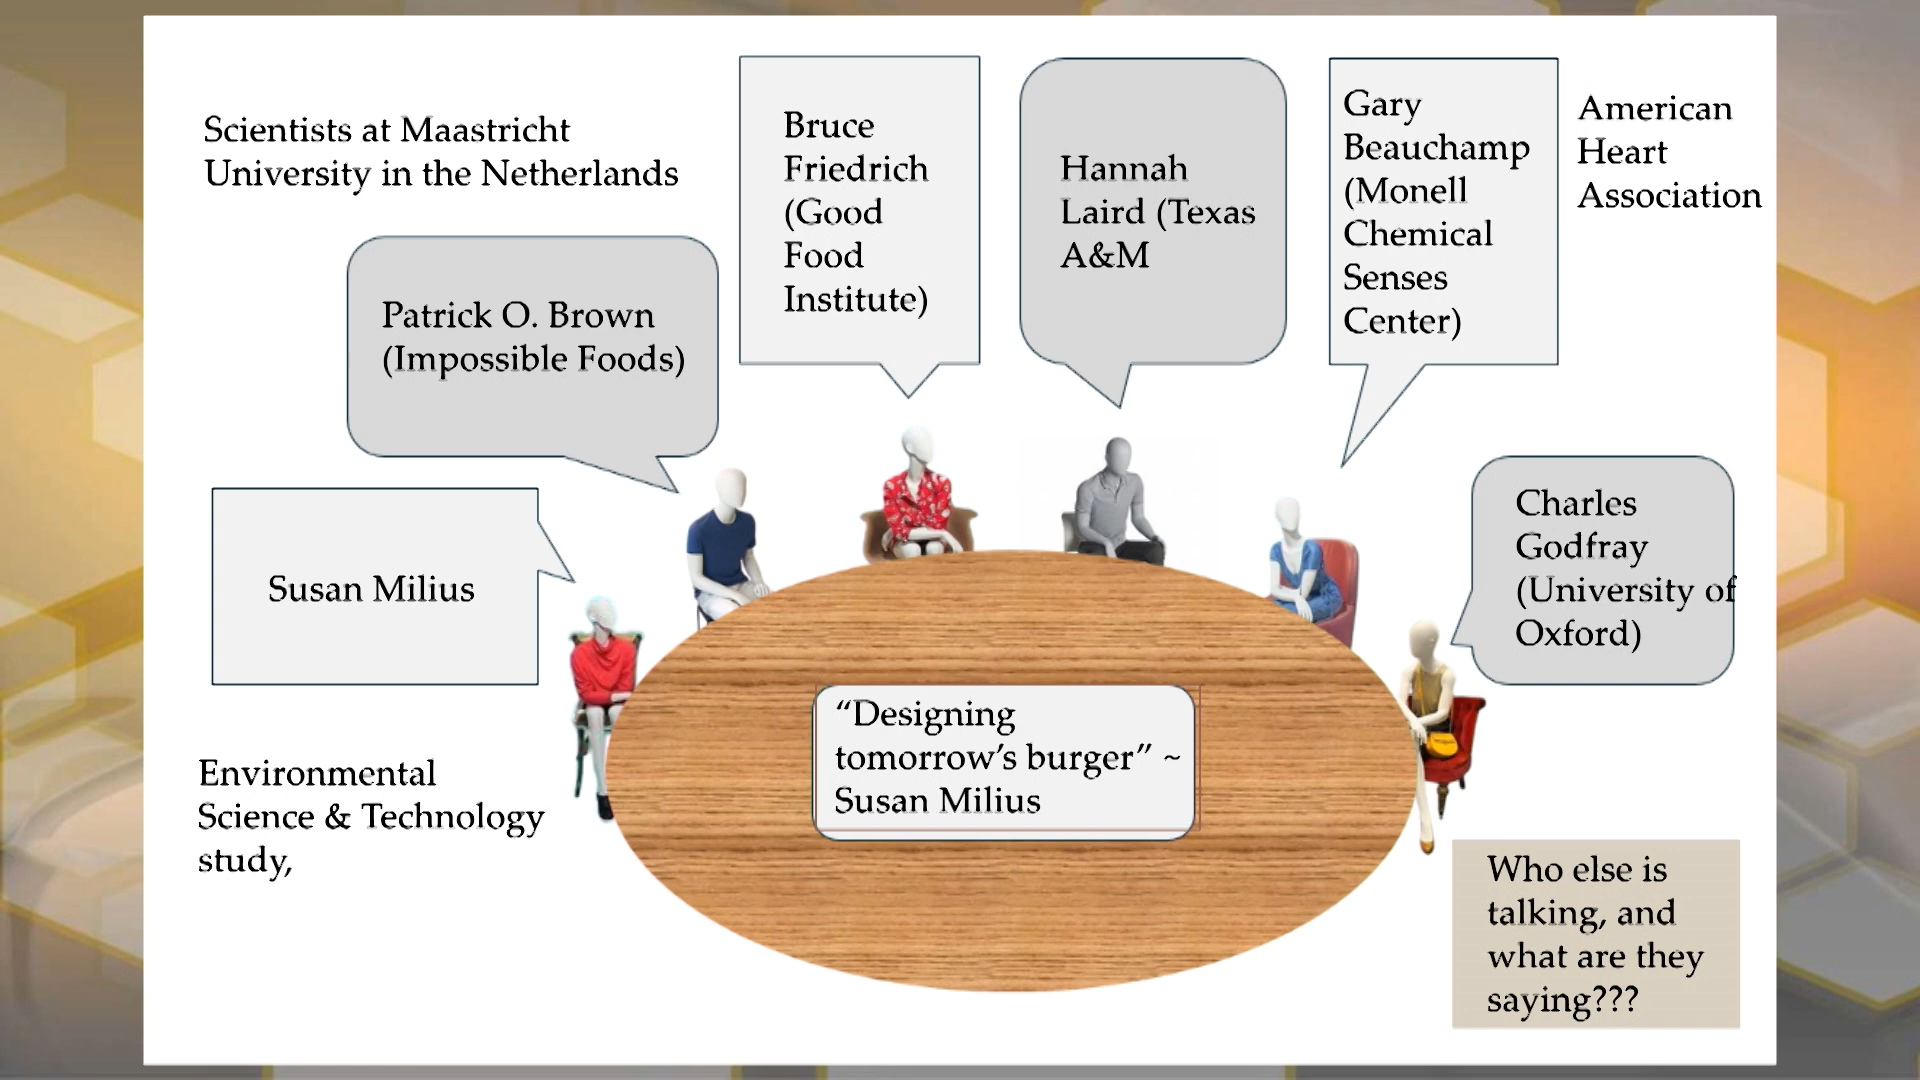 Scientists at Maastricht
University in the Netherlands
Bruce
Friedrich
(Good
Food
Institute)
Hannah
Laird (Texas
A&M
Gary
Beauchamp
(Monell
Chemical
Senses
Center)
American
Heart
Association
Patrick O. Brown
(Impossible Foods)
Susan Milius
Charles
Godfray
(University of
Oxford)
“Designing
tomorrow’s burger” ~
Susan Milius
Environmental
Science & Technology
study,
Who else is
talking, and
what are they
saying???